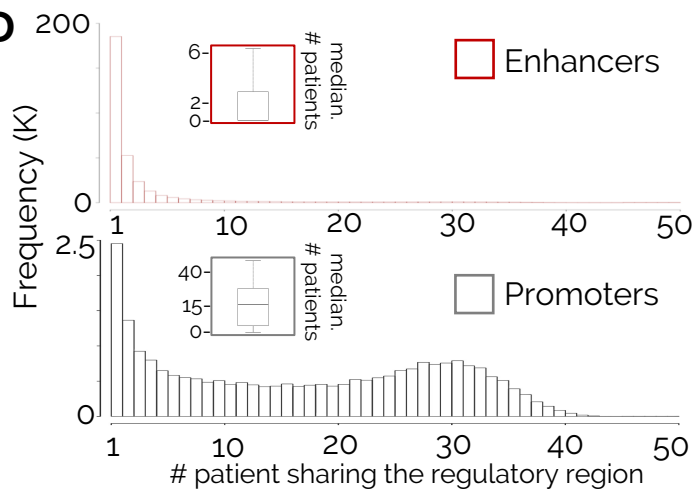 200
0
Frequency (K)
6
2
0
median.
# patients
Enhancers
1 10 20 30 40 50
2.5
0
40
15
0
median.
# patients
Promoters
1 10 20 30 40 50
# patient sharing the regulatory region